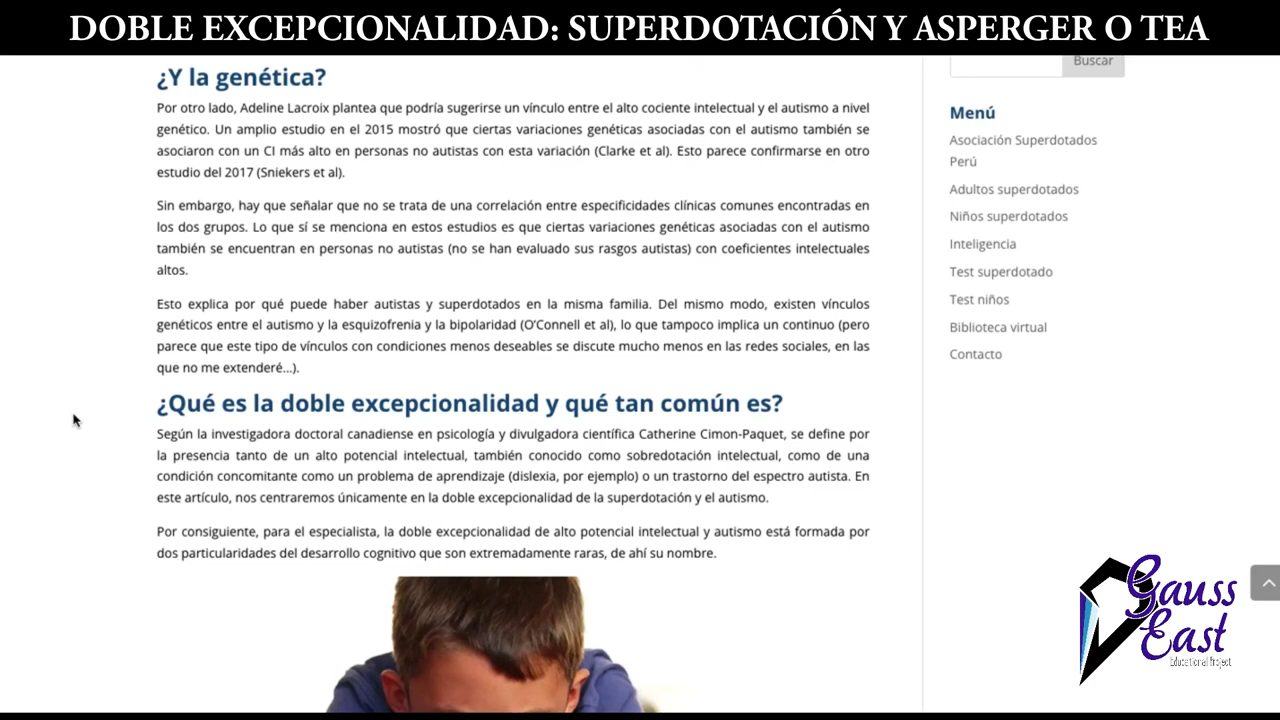 DOBLE EXCEPCIONALIDAD: SUPERDOTACIÓN Y ASPERGER O TEA
¿Y la genética?
Por otro lado, Adeline Lacroix plantea que podría sugerirse un vínculo entre el alto cociente intelectual y el autismo a nivel
genético. Un amplio estudio en el 2015 mostró que ciertas variaciones genéticas asociadas con el autismo también se
asociaron con un CI más alto en personas no autistas con esta variación (Clarke et al). Esto parece confirmarse en otro
estudio del 2017 (Sniekers et al).
Sin embargo, hay que señalar que no se trata de una correlación entre especificidades clínicas comunes encontradas en
los dos grupos. Lo que sí se menciona en estos estudios es que ciertas variaciones genéticas asociadas con el autismo
también se encuentran en personas no autistas (no se han evaluado sus rasgos autistas) con coeficientes intelectuales
altos.
Esto explica por qué puede haber autistas y superdotados en la misma familia. Del mismo modo, existen vínculos
genéticos entre el autismo y la esquizofrenia y la bipolaridad (O'Connell et al), lo que tampoco implica un continuo (pero
parece que este tipo de vínculos con condiciones menos deseables se discute mucho menos en las redes sociales, en las
que no me extenderé...).
¿Qué es la doble excepcionalidad y qué tan común es?
Según la investigadora doctoral canadiense en psicología y divulgadora científica Catherine Cimon-Paquet, se define por
la presencia tanto de un alto potencial intelectual, también conocido como sobredotación intelectual, como de una
condición concomitante como un problema de aprendizaje (dislexia, por ejemplo) o un trastorno del espectro autista. En
este artículo, nos centraremos únicamente en la doble excepcionalidad de la superdotación y el autismo.
Por consiguiente, para el especialista, la doble excepcionalidad de alto potencial intelectual y autismo está formada por
dos particularidades del desarrollo cognitivo que son extremadamente raras, de ahí su nombre.
Buscar
Menú
Asociación Superdotados
Perú
Adultos superdotados
Niños superdotados
Inteligencia
Test superdotado
Test niños
Biblioteca virtual
Contacto
Gauss
East
Educational Project